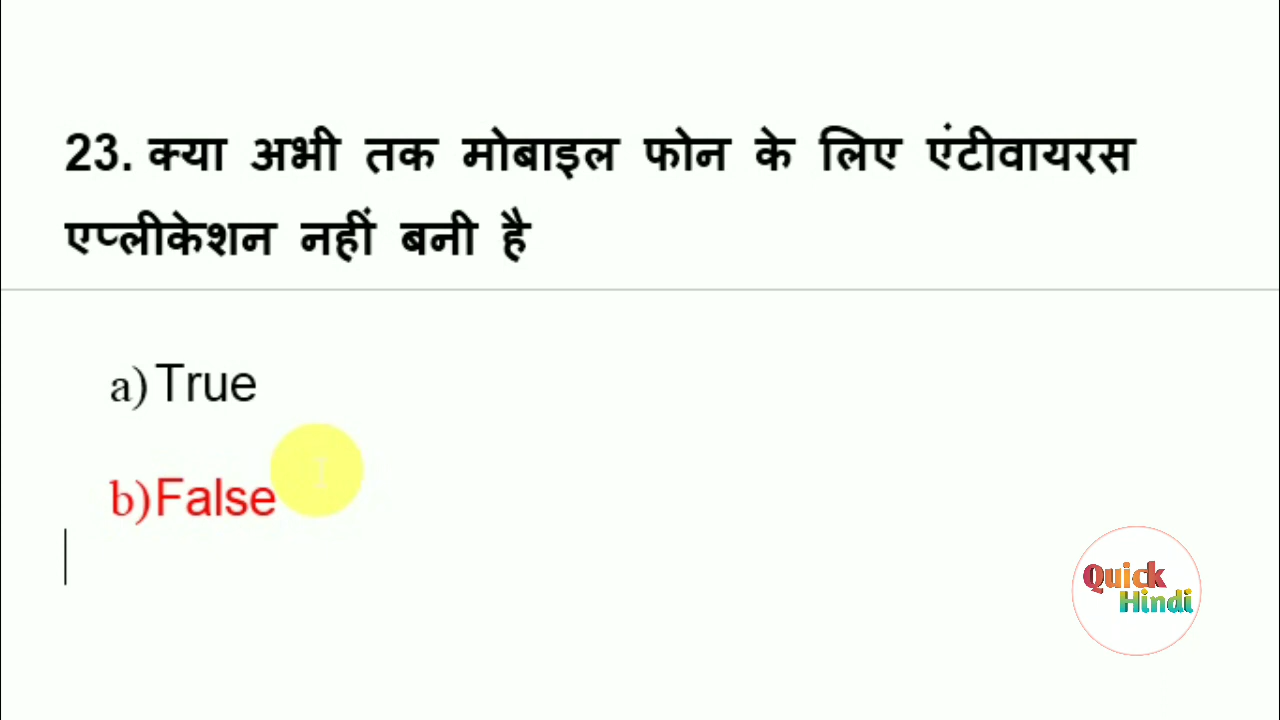 23. क्या अभी तक मोबाइल फोन के लिए एंटीवायरस
एप्लीकेशन नहीं बनी है
a) True
b) False
Quick
Hindi